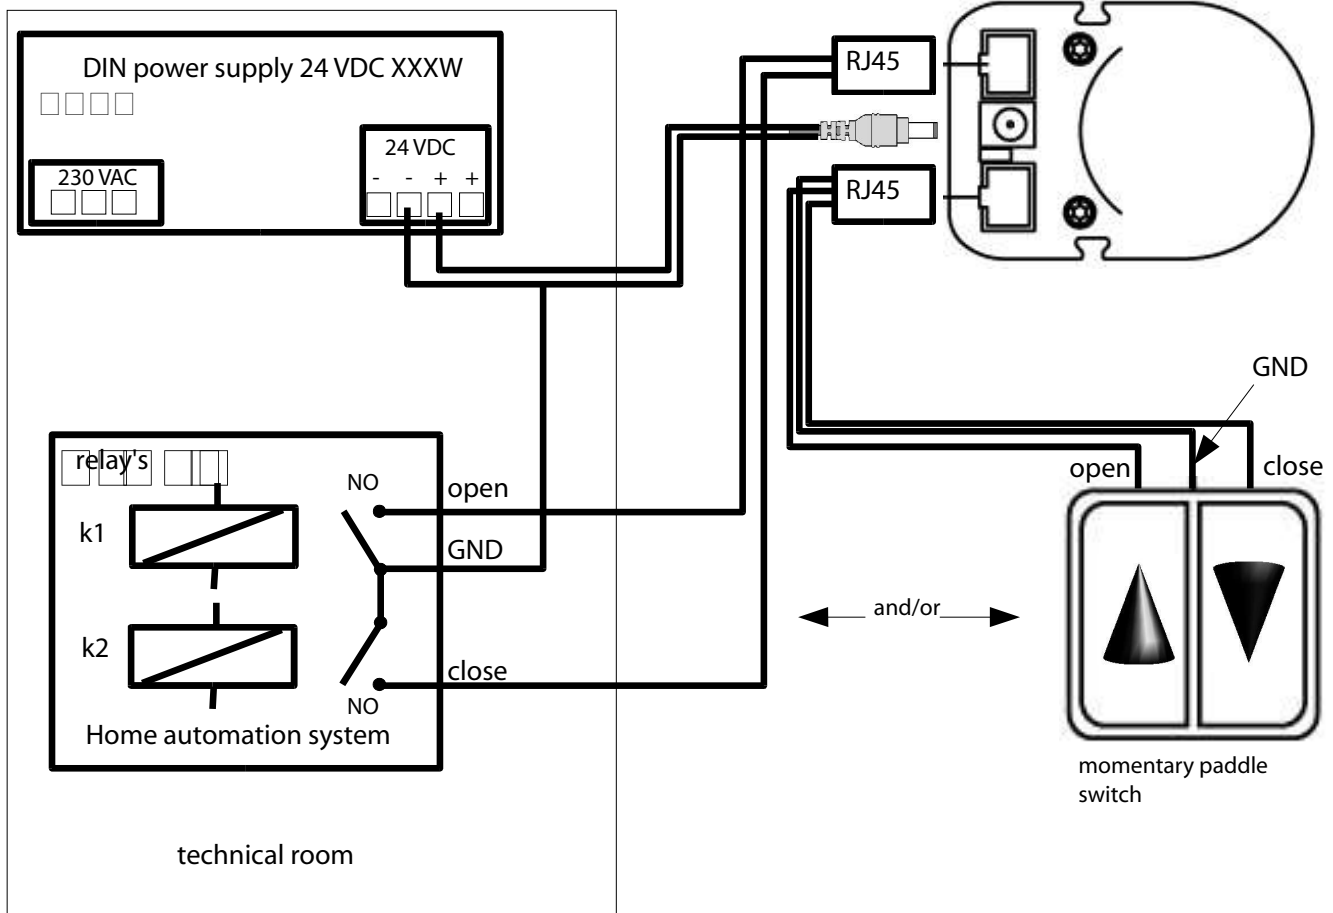 DIN power supply 24 VDC XXXW
230 VAC
24 VDC
- - + +
RJ45
RJ45
GND
open
close
relay's
k1
k2
NO
open
GND
close
NO
Home automation system
and/or
momentary paddle
switch
technical room